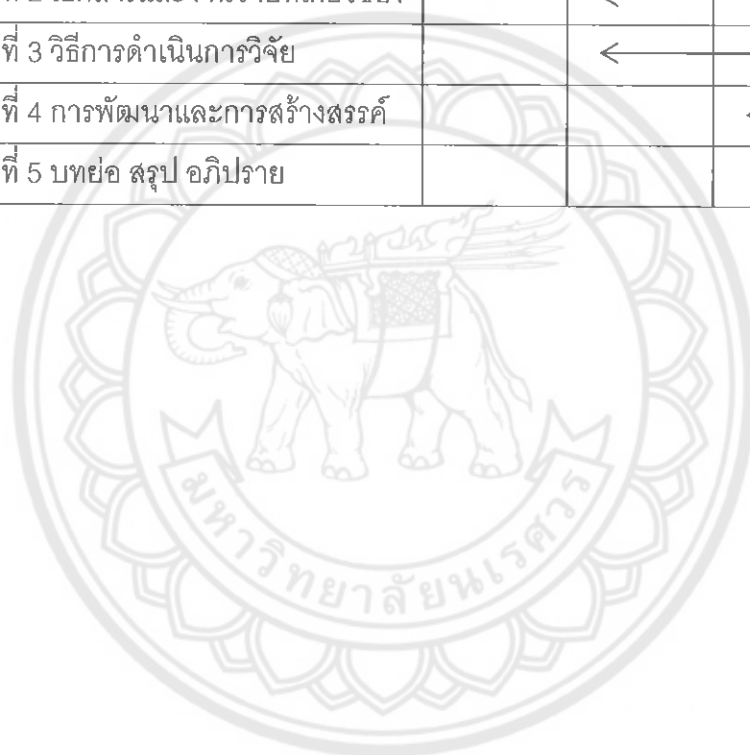 ที่ 3 วิธีการดำเนินการวิจัย
ที่ 4 การพัฒนาและการสร้างสรรค์
ที่ 5 บทย่อ สรุป อภิปราย
มหาวิทยาลัยนเรศวร